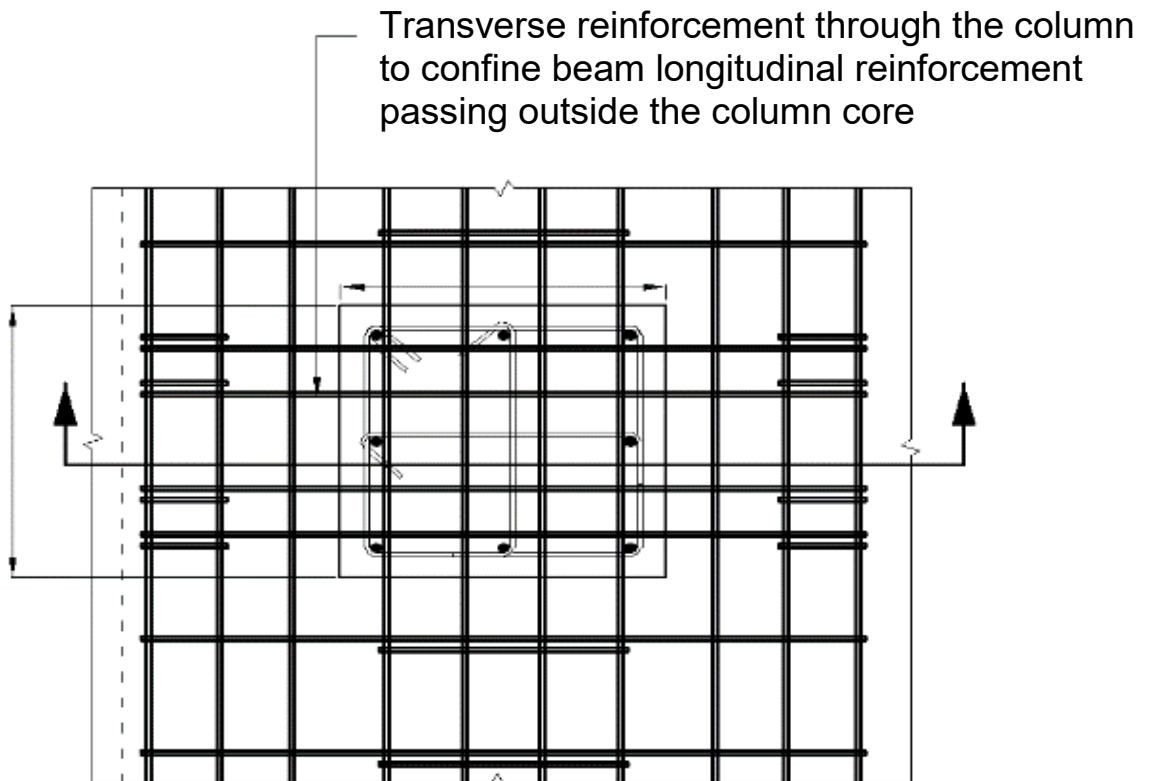 Transverse reinforcement through the column
to confine beam longitudinal reinforcement
passing outside the column core